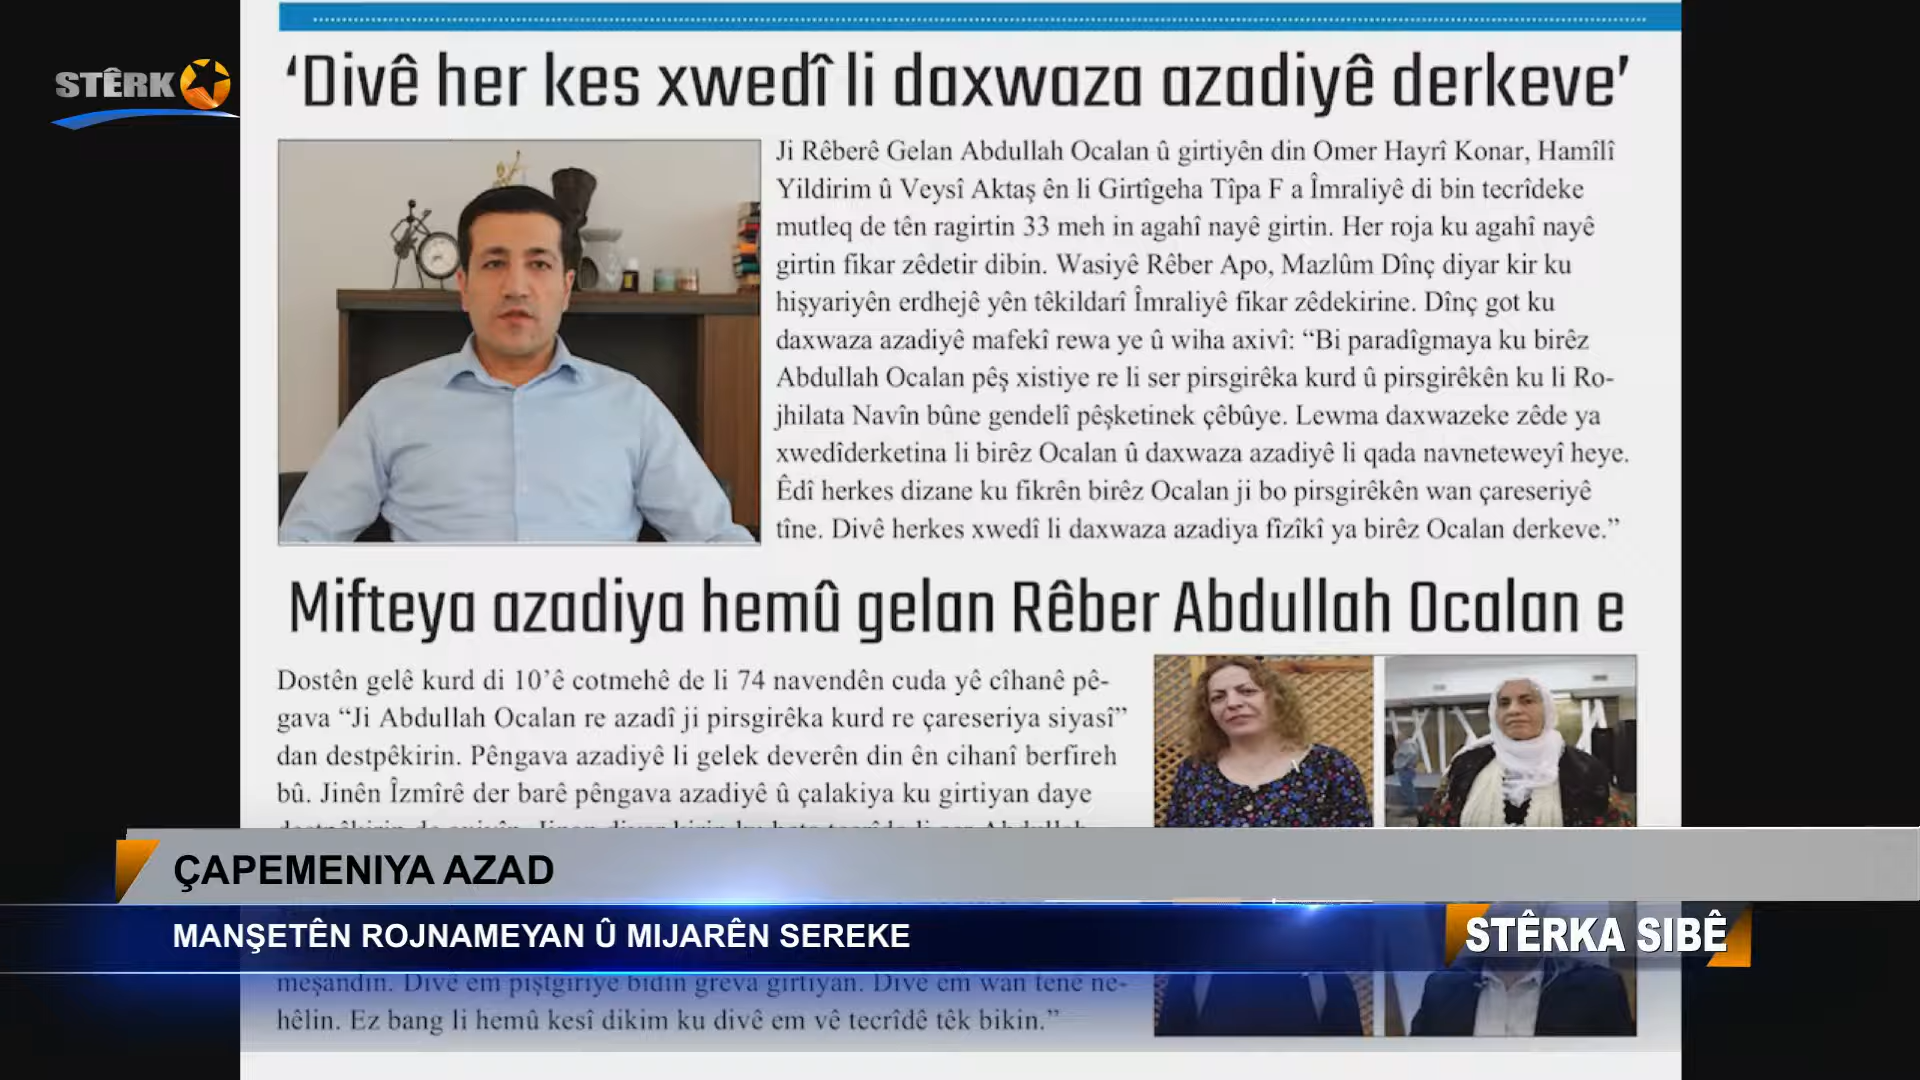 STÊRK
‘Divê her kes xwedî li daxwaza azadiyê derkeve’
Ji Rêberê Gelan Abdullah Ocalan û girtiyên din Omer Hayrî Konar, Hamîlî
Yildirim û Veysî Aktaş ên li Girtîgeha Tîpa F a Îmraliyê di bin tecrîdeke
mutleq de tên ragirtin 33 meh in agahî nayê girtin. Her roja ku agahî nayê
girtin fikar zêdetir dibin. Wasiyê Rêber Apo, Mazlûm Dînç diyar kir ku
hişyariyên erdhejê yên têkildarî Îmraliyê fikar zêdekirine. Dînç got ku
daxwaza azadiyê mafekî rewa ye û wiha axivî: “Bi paradîgmaya ku birêz
Abdullah Ocalan pêş xistiye re li ser pirsgirêka kurd û pirsgirêkên ku li Ro-
jhilata Navîn bûne gendelî pêşketinek çêbûye. Lewma daxwazeke zêde ya
xwedîderketina li birêz Ocalan û daxwaza azadiyê li qada navneteweyî heye.
Êdî herkes dizane ku fikrên birêz Ocalan ji bo pirsgirêkên wan çareseriyê
tîne. Divê herkes xwedî li daxwaza azadiya fîzîkî ya birêz Ocalan derkeve.”
Mifteya azadiya hemû gelan Rêber Abdullah Ocalan e
Dostên gelê kurd di 10’ê cotmehê de li 74 navendên cuda yê cîhanê pê-
gava “Ji Abdullah Ocalan re azadî ji pirsgirêka kurd re çareseriya siyasî”
dan destpêkirin. Pêngava azadiyê li gelek deverên din ên cihanî berfireh
bû. Jinên Îzmîrê der barê pêngava azadiyê û çalakiya ku girtiyan daye
ÇAPEMENIYA AZAD
MANŞETÊN ROJNAMEYAN Û MIJARÊN SEREKE
STÊRKA SIBÊ
meşandin. Divê em piştgiriyê bidin greva girtiyan. Divê em wan tenê ne-
hêlin. Ez bang li hemû kesî dikim ku divê em vê tecrîdê têk bikin.”